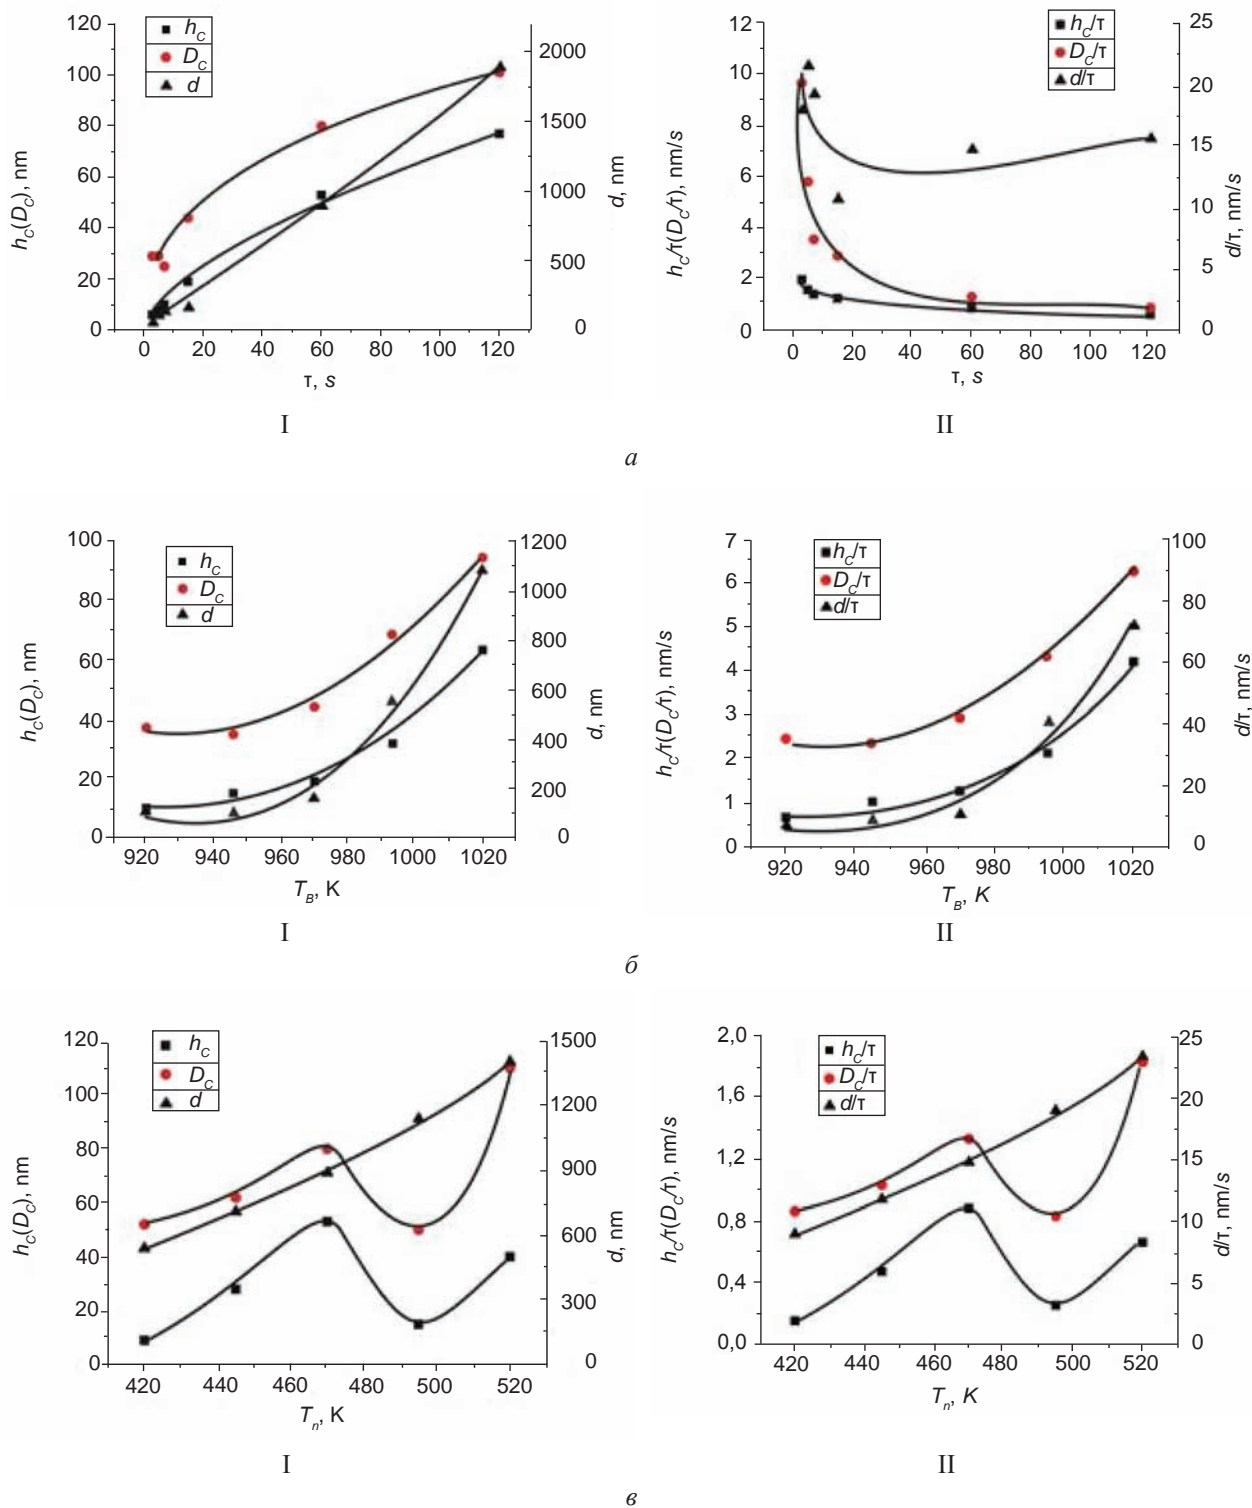 h_C
D_C
d
h_C(D_C), nm
120
100
80
60
40
20
0
0 20 40 60 80 100 120
τ, s
2000
1500
1000
500
0
d, nm
I
h_C/τ
D_C/τ
d/τ
h_C/τ(D_C/τ), nm/s
12
10
8
6
4
2
0
0 20 40 60 80 100 120
τ, s
25
20
15
10
5
0
d/τ, nm/s
II
а
h_C
D_C
d
h_C(D_C), nm
100
80
60
40
20
0
920 940 960 980 1000 1020
T_B, K
1200
1000
800
600
400
200
0
d, nm
I
h_C/τ
D_C/τ
d/τ
h_C/τ(D_C/τ), nm/s
7
6
5
4
3
2
1
0
920 940 960 980 1000 1020
T_B, K
100
80
60
40
20
0
d/τ, nm/s
II
б
h_C
D_C
d
h_C(D_C), nm
120
110
80
60
40
20
0
420 440 460 480 500 520
T_n, K
1500
1200
900
600
300
0
d, nm
I
h_C/τ
D_C/τ
d/τ
h_C/τ(D_C/τ), nm/s
2,0
1,6
1,2
0,8
0,4
0,0
420 440 460 480 500 520
T_n, K
25
20
15
10
5
0
d/τ, nm/s
II
в